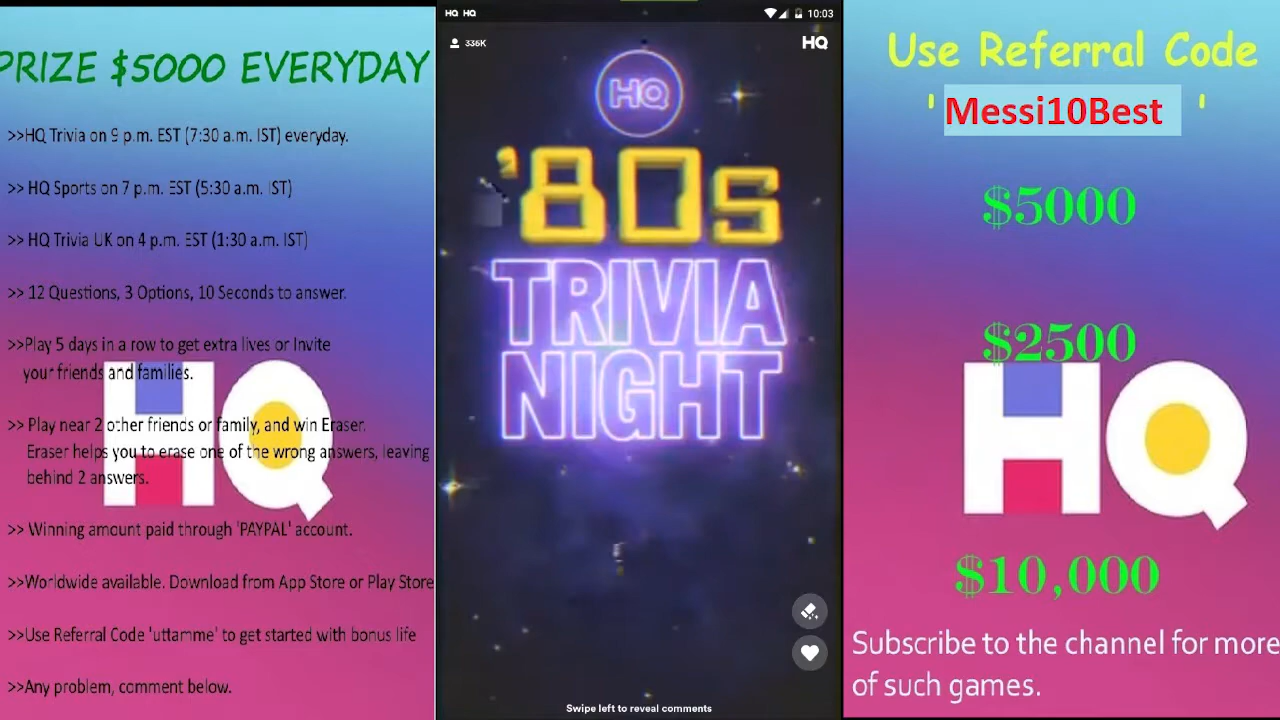 PRIZE $5000 EVERYDAY
>>HQ Trivia on 9 p.m. EST (7:30 a.m. IST) everyday.
>> HQ Sports on 7 p.m. EST (5:30 a.m. IST)
>> HQ Trivia UK on 4 p.m. EST (1:30 a.m. IST)
>> 12 Questions, 3 Options, 10 Seconds to answer.
>>Play 5 days in a row to get extra lives or Invite
your friends and families.
>> Play near 2 other friends or family, and win Eraser.
Eraser helps you to erase one of the wrong answers, leaving
behind 2 answers.
>> Winning amount paid through 'PAYPAL' account.
>>Worldwide available. Download from App Store or Play Store
>>Use Referral Code 'uttamme' to get started with bonus life
>>Any problem, comment below.
HQ
HQ HQ
10:03
336K
HQ
HQ
'80s
TRIVIA
NIGHT
Swipe left to reveal comments
Use Referral Code
' Messi10Best '
$5000
$2500
HQ
$10,000
Subscribe to the channel for more
of such games.